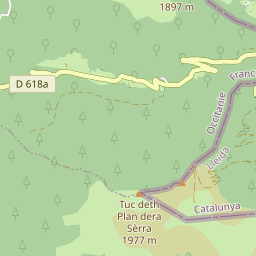 1897 m
D 618a
Franc
Occitanie
Lleida
Tuc deth
Plan dera
Sèrra
1977 m
Catalunya